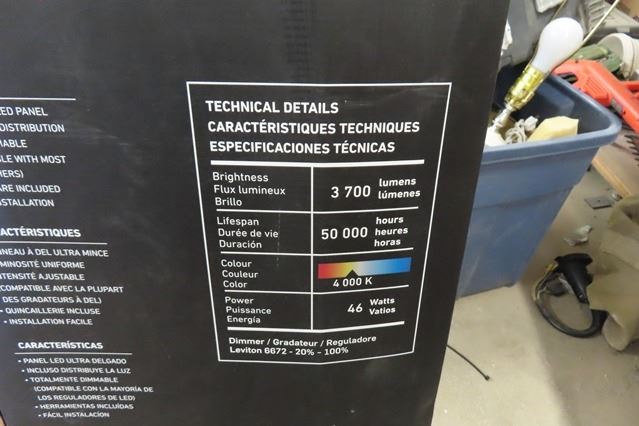 ED PANEL
DISTRIBUTION
MABLE
LE WITH MOST
ERS)
ARE INCLUDED
STALLATION
ACTÉRISTIQUES
NNEAU À DEL ULTRA MINCE
MINOSITÉ UNIFORME
NTENSITÉ AJUSTABLE
COMPATIBLE AVEC LA PLUPART
DES GRADATEURS À DEL)
• QUINCAILLERIE INCLUSE
• INSTALLATION FACILE
CARACTERÍSTICAS
• PANEL LED ULTRA DELGADO
• INCLUSO DISTRIBUYE LA LUZ
• TOTALMENTE DIMMABLE
(COMPATIBLE CON LA MAYORÍA DE
LOS REGULADORES DE LED)
• HERRAMIENTAS INCLUIDAS
• FÁCIL INSTALACIÓN
TECHNICAL DETAILS
CARACTÉRISTIQUES TECHNIQUES
ESPECIFICACIONES TÉCNICAS
Brightness
Flux lumineux
Brillo
3 700 lumens
lúmenes
Lifespan
Durée de vie
Duración
50 000 hours
heures
horas
Colour
Couleur
Color
4 000 K
Power
Puissance
Energía
46 Watts
Vatios
Dimmer / Gradateur / Reguladore
Leviton 6672 - 20% - 100%